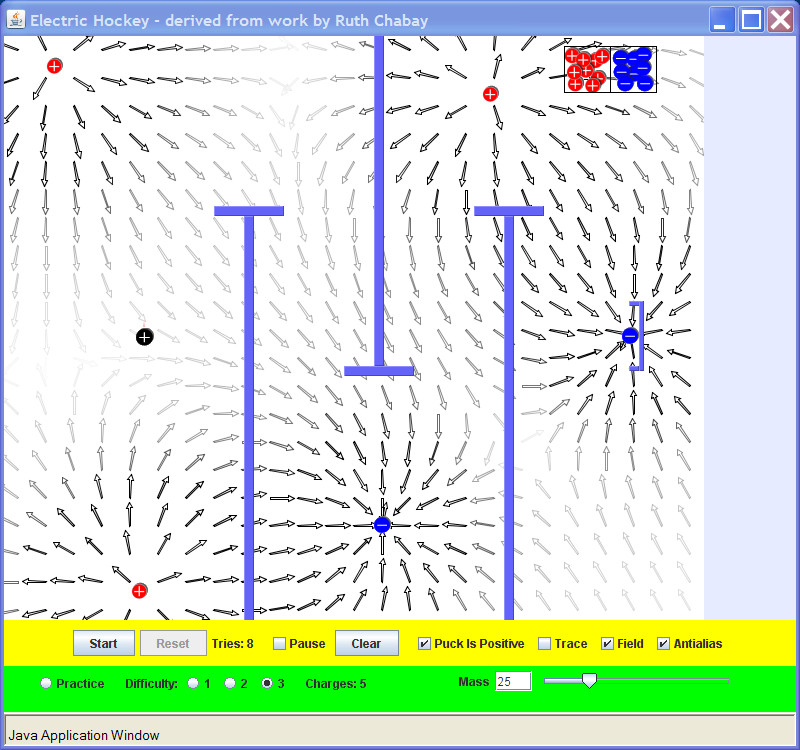 Electric Hockey - derived from work by Ruth Chabay
Start Reset Tries: 8 Pause Clear Puck Is Positive Trace Field Antialias
Practice Difficulty: 1 2 3 Charges: 5 Mass 25
Java Application Window